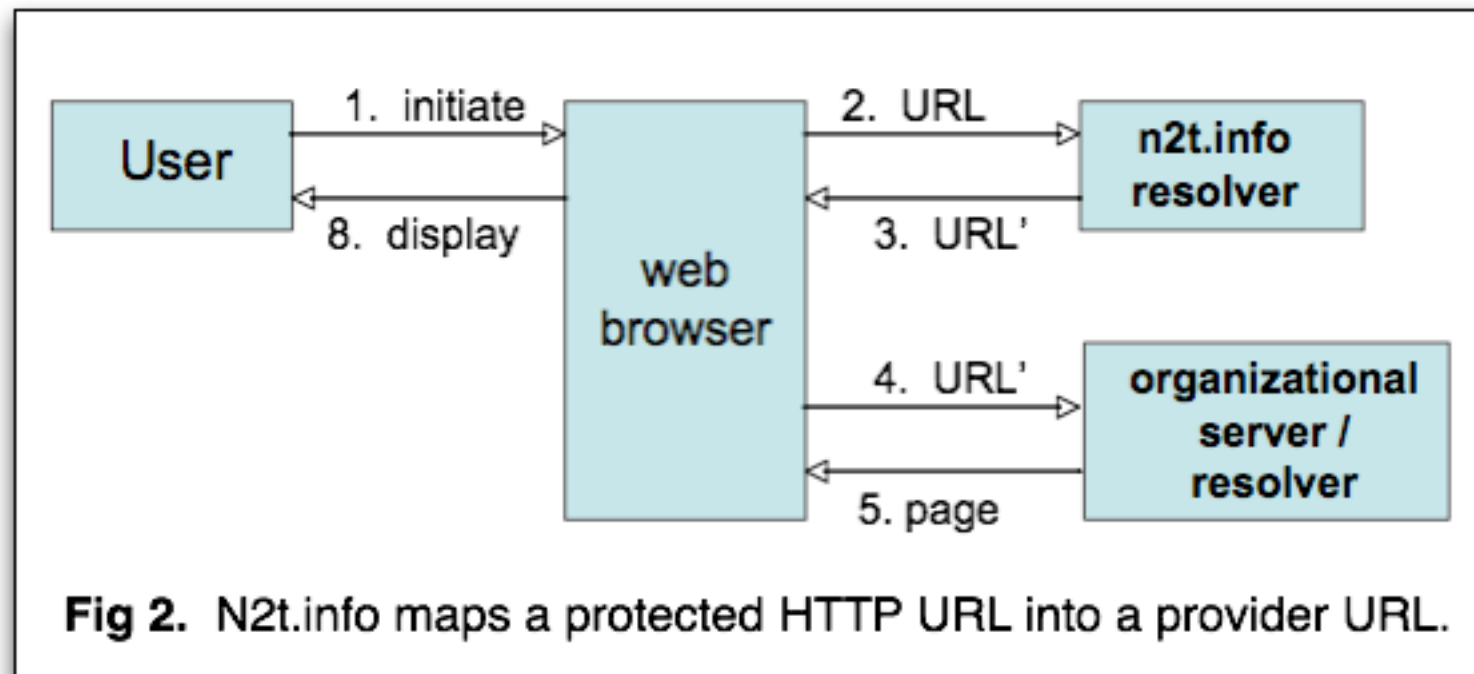 1. initiate
2. URL
User
n2t.info
resolver
8. display
3. URL’
web
browser
4. URL’
organizational
server /
resolver
5. page
Fig 2. N2t.info maps a protected HTTP URL into a provider URL.